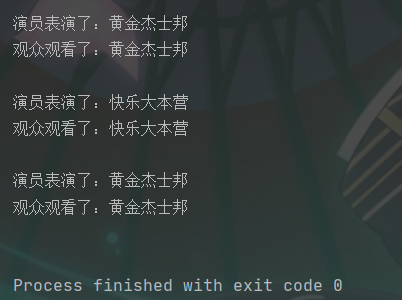 演员表演了：黄金杰士邦
观众观看了：黄金杰士邦
演员表演了：快乐大本营
观众观看了：快乐大本营
演员表演了：黄金杰士邦
观众观看了：黄金杰士邦
Process finished with exit code 0